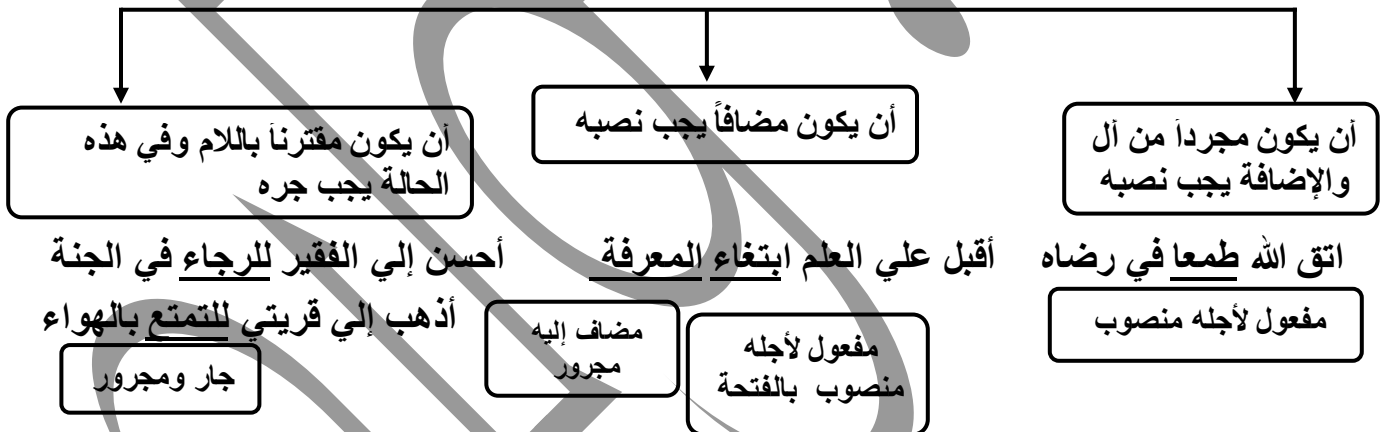 أن يكون مجرداً من أل
والإضافة يجب نصبه
أن يكون مضافاً يجب نصبه
أن يكون مقترناً باللام وفي هذه
الحالة يجب جره
اتق الله طمعا في رضاه
أقبل علي العلم ابتغاء المعرفة
أحسن إلي الفقير للرجاء في الجنة
أذهب إلي قريتي للتمتع بالهواء
مفعول لأجله منصوب
مفعول لأجله
منصوب بالفتحة
مضاف إليه
مجرور
جار ومجرور